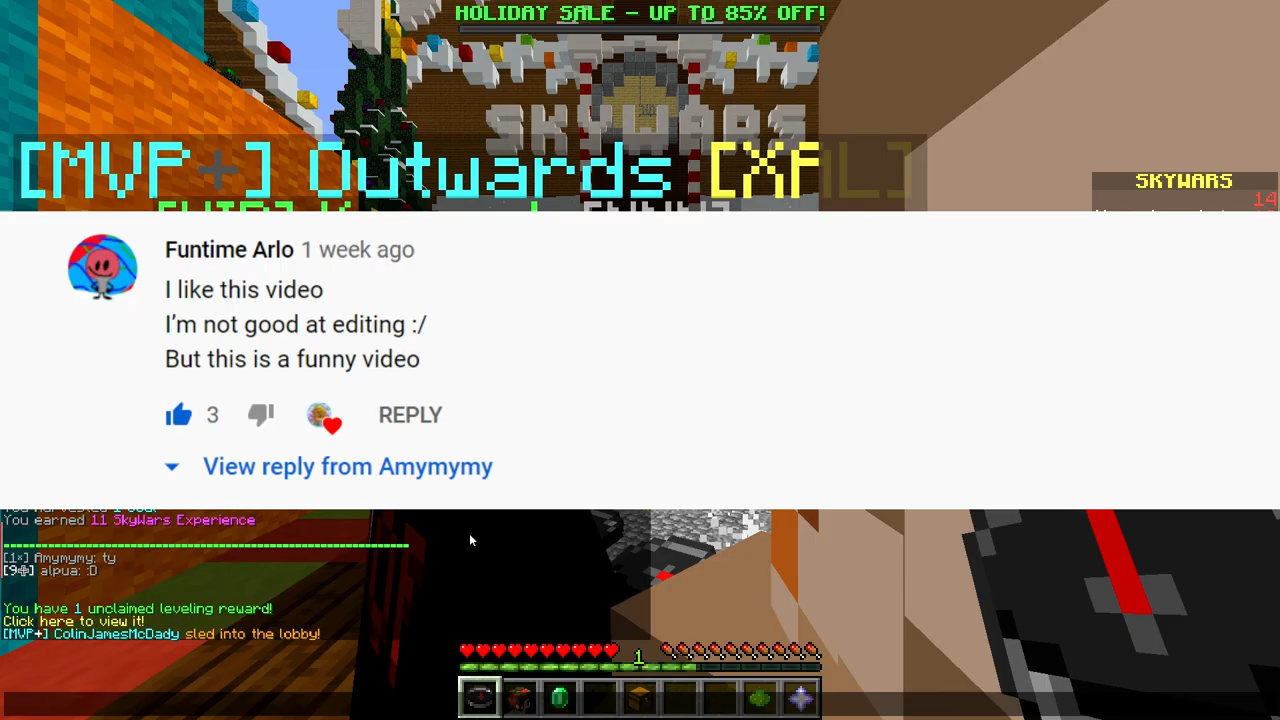 HOLIDAY SALE - UP TO 85% OFF!
SKYWARS
[MVP+] Outwards
SKYWARS
14
Funtime Arlo 1 week ago
I like this video
I'm not good at editing :/
But this is a funny video
3 REPLY
View reply from Amymymy
You earned 11 SkyWars Experience
Amymymy: ty
alpua: :D
You have 1 unclaimed leveling reward!
Click here to view it!
[MVP+] ColinJamesMcDady sled into the lobby!
1